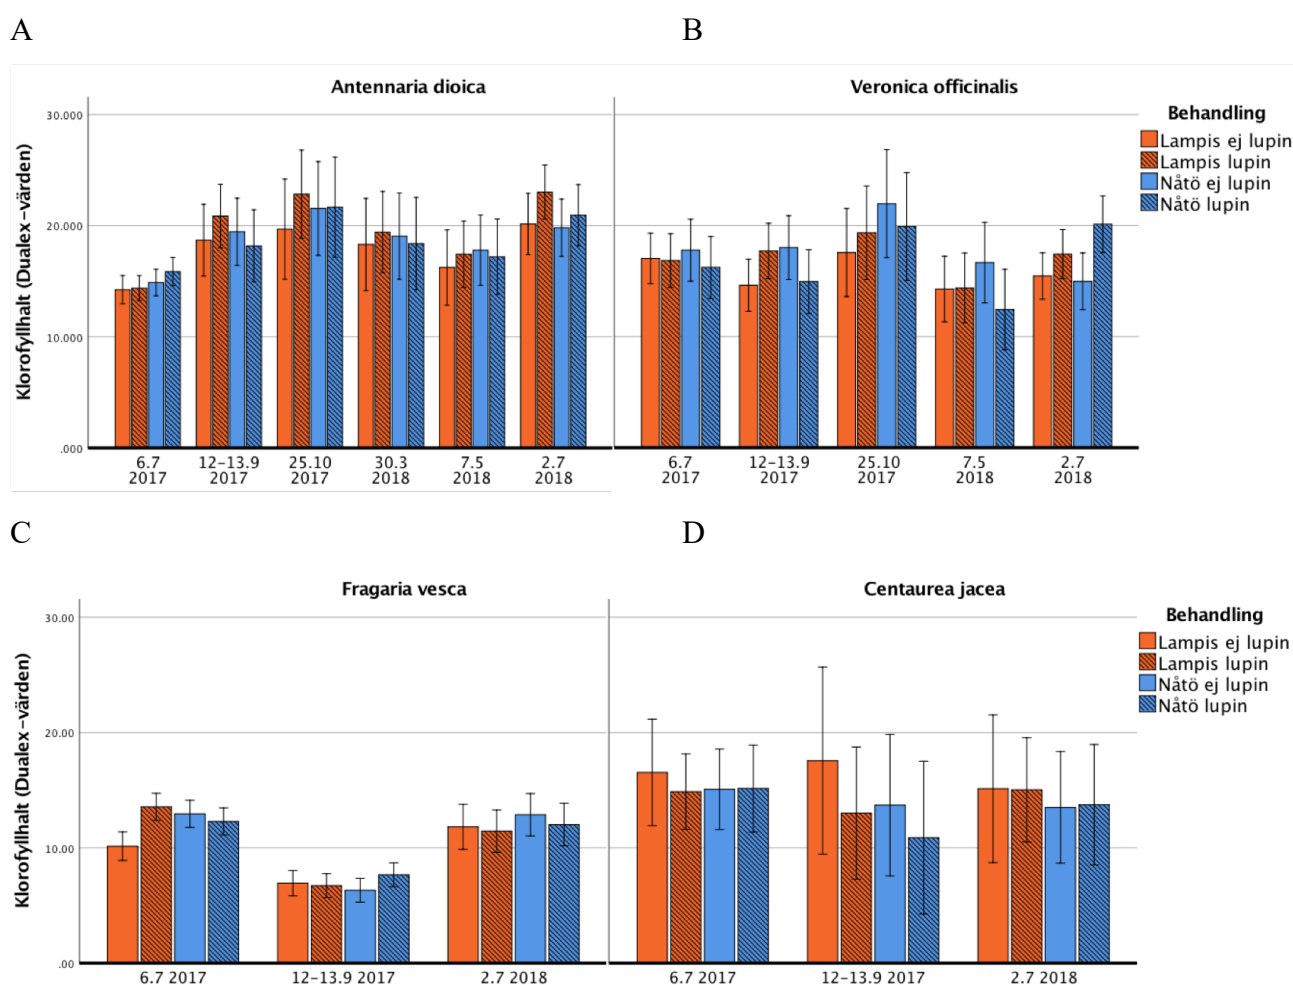 A
B
Antennaria dioica
Veronica officinalis
Klorofyllhalt (Dualex-värden)
30.000
20.000
10.000
.000
6.7
2017
12-13.9
2017
25.10
2017
30.3
2018
7.5
2018
2.7
2018
6.7
2017
12-13.9
2017
25.10
2017
7.5
2018
2.7
2018
Behandling
Lampis ej lupin
Lampis lupin
Nåtö ej lupin
Nåtö lupin
C
D
Fragaria vesca
Centaurea jacea
Klorofyllhalt (Dualex-värden)
30.00
20.00
10.00
.00
6.7 2017
12-13.9 2017
2.7 2018
6.7 2017
12-13.9 2017
2.7 2018
Behandling
Lampis ej lupin
Lampis lupin
Nåtö ej lupin
Nåtö lupin